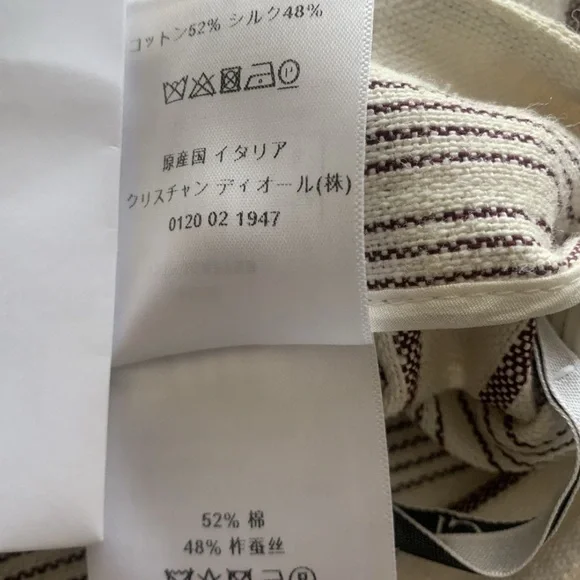 コットン52% シルク48%
原産国 イタリア
クリスチャン ディオール(株)
0120 02 1947
52% 棉
48% 柞蚕丝